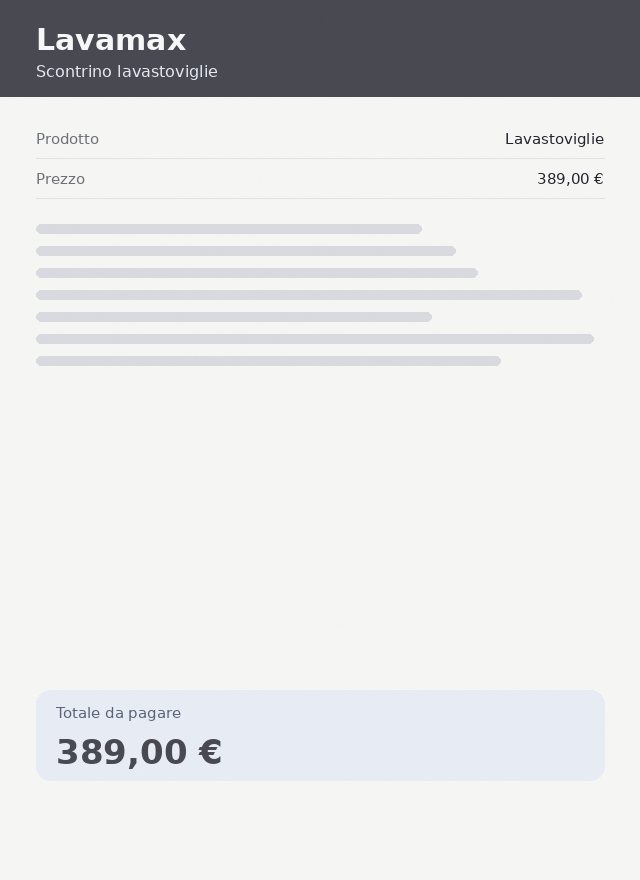 Lavamax
Scontrino lavastoviglie
Prodotto Lavastoviglie
Prezzo 389,00 €
Totale da pagare
389,00 €